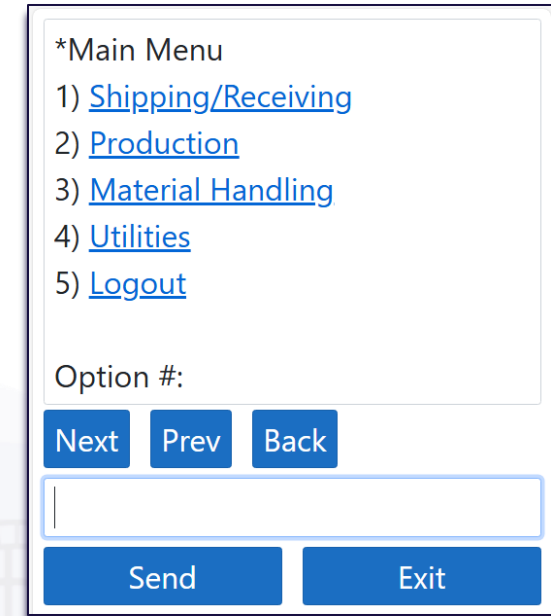 *Main Menu
1) Shipping/Receiving
2) Production
3) Material Handling
4) Utilities
5) Logout
Option #:
Next Prev Back
Send Exit